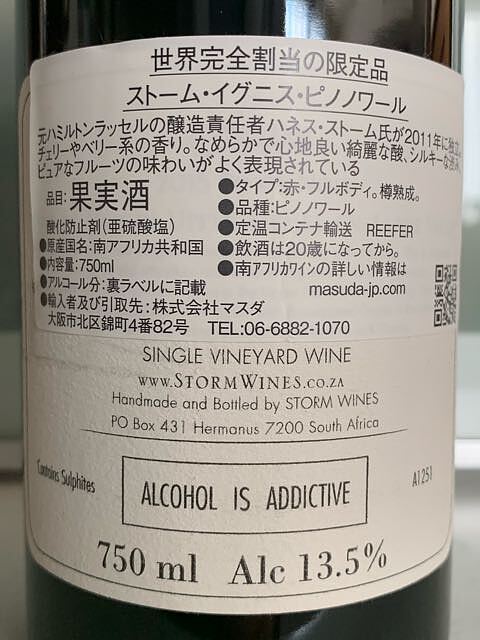 世界完全割当の限定品
ストーム・イグニス・ピノノワール
元ハミルトンラッセルの醸造責任者ハネス・ストーム氏が2011年に独立。
チェリーやベリー系の香り。なめらかで心地良い綺麗な酸、シルキーな
ピュアなフルーツの味わいがよく表現されている
品目:果実酒
酸化防止剤(亜硫酸塩)
●原産国名:南アフリカ共和国
●内容量:750ml
●アルコール分:裏ラベルに記載
●タイプ:赤・フルボディ。樽熟成。
●品種:ピノノワール
●定温コンテナ輸送 REEFER
●飲酒は20歳になってから。
●南アフリカワインの詳しい情報は
masuda-jp.com
●輸入者及び引取先:株式会社マスダ
大阪市北区錦町4番82号 TEL:06-6882-1070
SINGLE VINEYARD WINE
www.StormWines.co.za
Handmade and Bottled by STORM WINES
PO Box 431 Hermanus 7200 South Africa
Contains Sulphites
ALCOHOL IS ADDICTIVE
A1251
750 ml Alc 13.5%